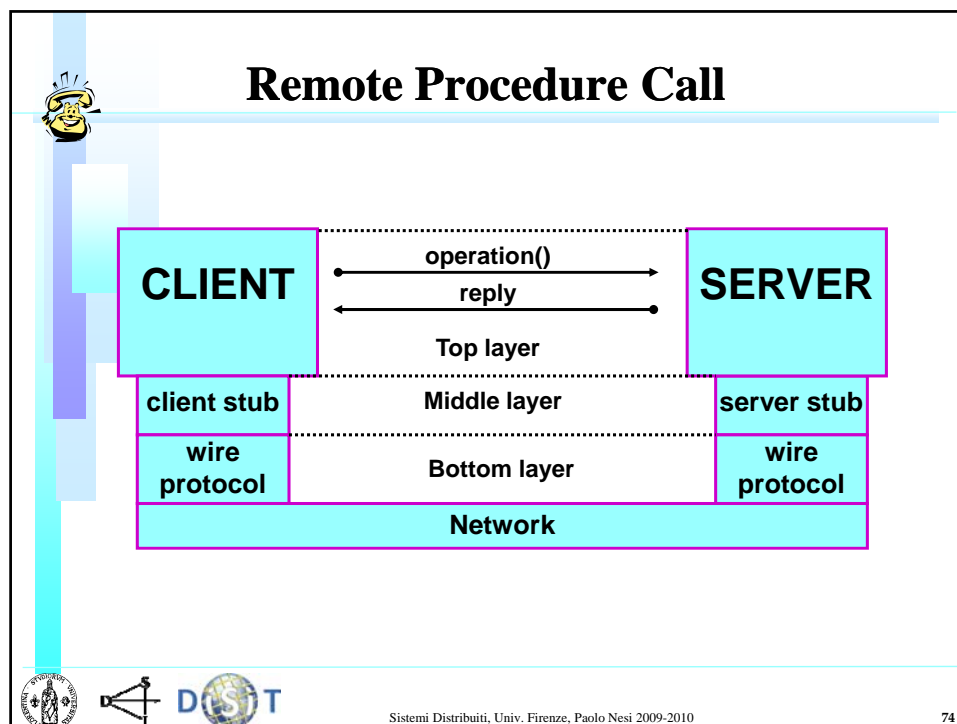 Remote Procedure Call
operation()
CLIENT
SERVER
reply
Top layer
client stub
Middle layer
server stub
wire
protocol
Bottom layer
wire
protocol
Network
DISIT
Sistemi Distribuiti, Univ. Firenze, Paolo Nesi 2009-2010
74